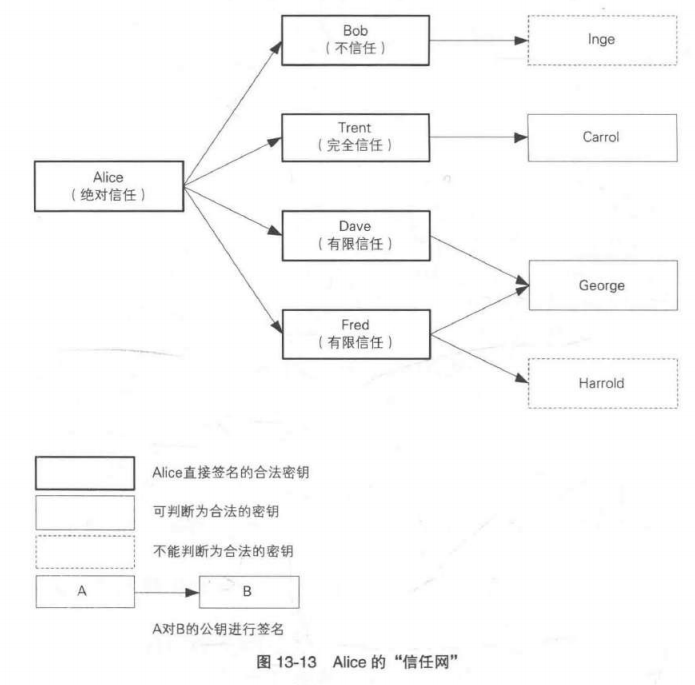 Bob
（不信任）
Inge
Trent
（完全信任）
Carrol
Alice
（绝对信任）
Dave
（有限信任）
George
Fred
（有限信任）
Harrold
Alice直接签名的合法密钥
可判断为合法的密钥
不能判断为合法的密钥
A
B
A对B的公钥进行签名
图 13-13 Alice 的“信任网”